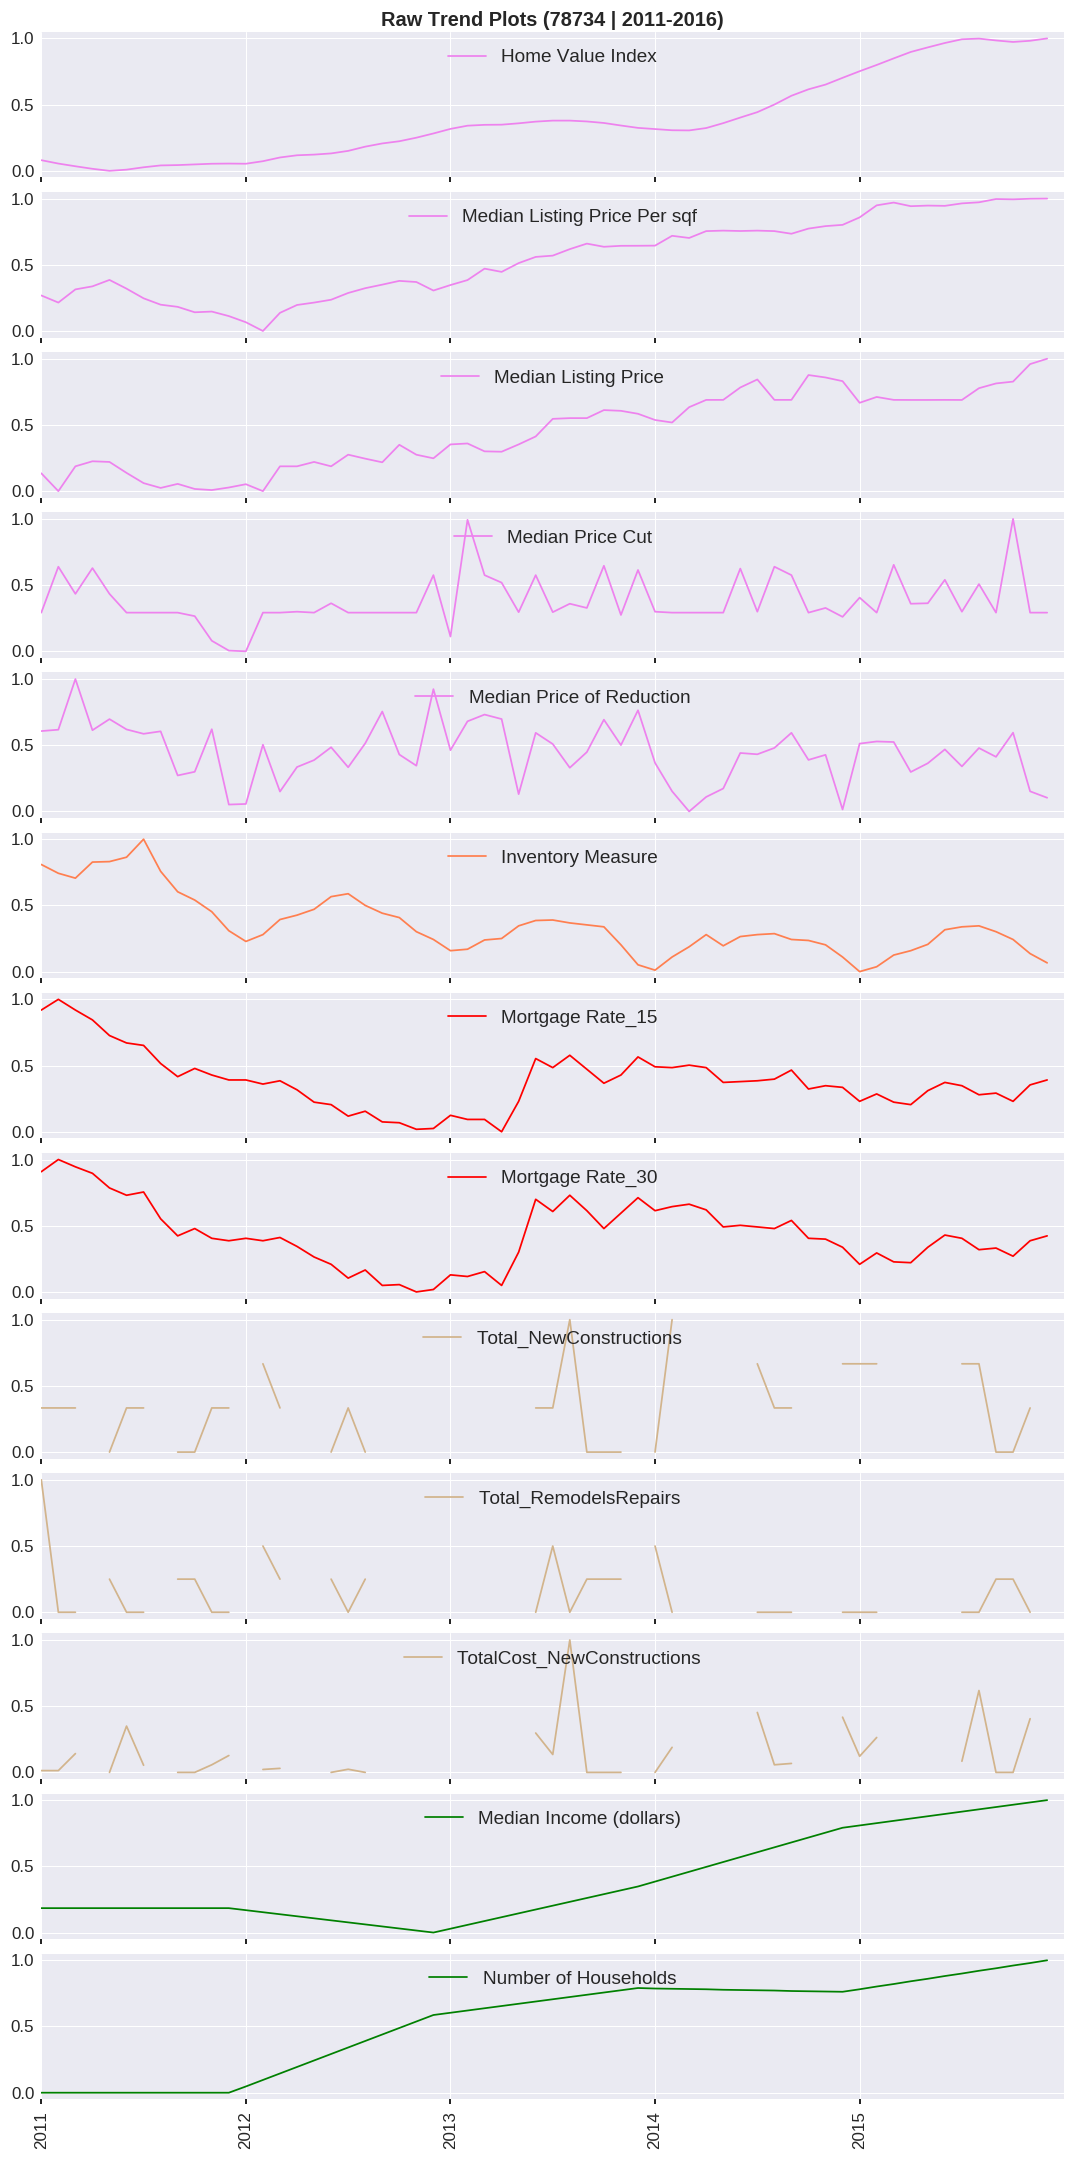 Raw Trend Plots (78734 | 2011-2016)
1.0
Home Value Index
0.5
0.0
1.0
Median Listing Price Per sqf
0.5
0.0
1.0
Median Listing Price
0.5
0.0
1.0
Median Price Cut
0.5
0.0
1.0
Median Price of Reduction
0.5
0.0
1.0
Inventory Measure
0.5
0.0
1.0
Mortgage Rate_15
0.5
0.0
1.0
Mortgage Rate_30
0.5
0.0
1.0
Total_NewConstructions
0.5
0.0
1.0
Total_RemodelsRepairs
0.5
0.0
1.0
TotalCost_NewConstructions
0.5
0.0
1.0
Median Income (dollars)
0.5
0.0
1.0
Number of Households
0.5
0.0
2011 2012 2013 2014 2015